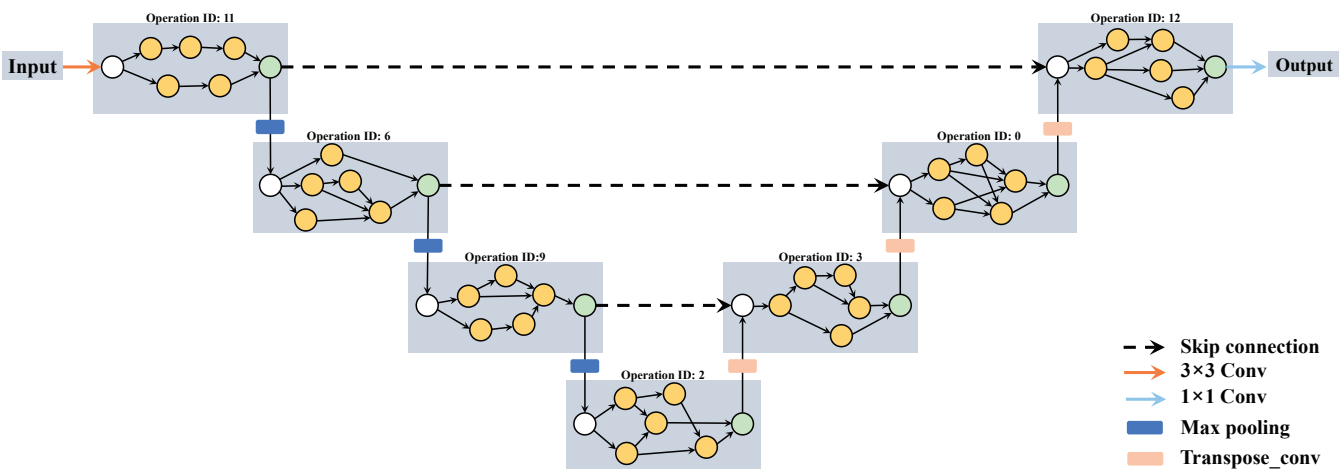 Operation ID: 11
Operation ID: 12
Input
Output
Operation ID: 6
Operation ID: 0
Operation ID:9
Operation ID: 3
Skip connection
3×3 Conv
Operation ID: 2
1×1 Conv
Max pooling
Transpose_conv